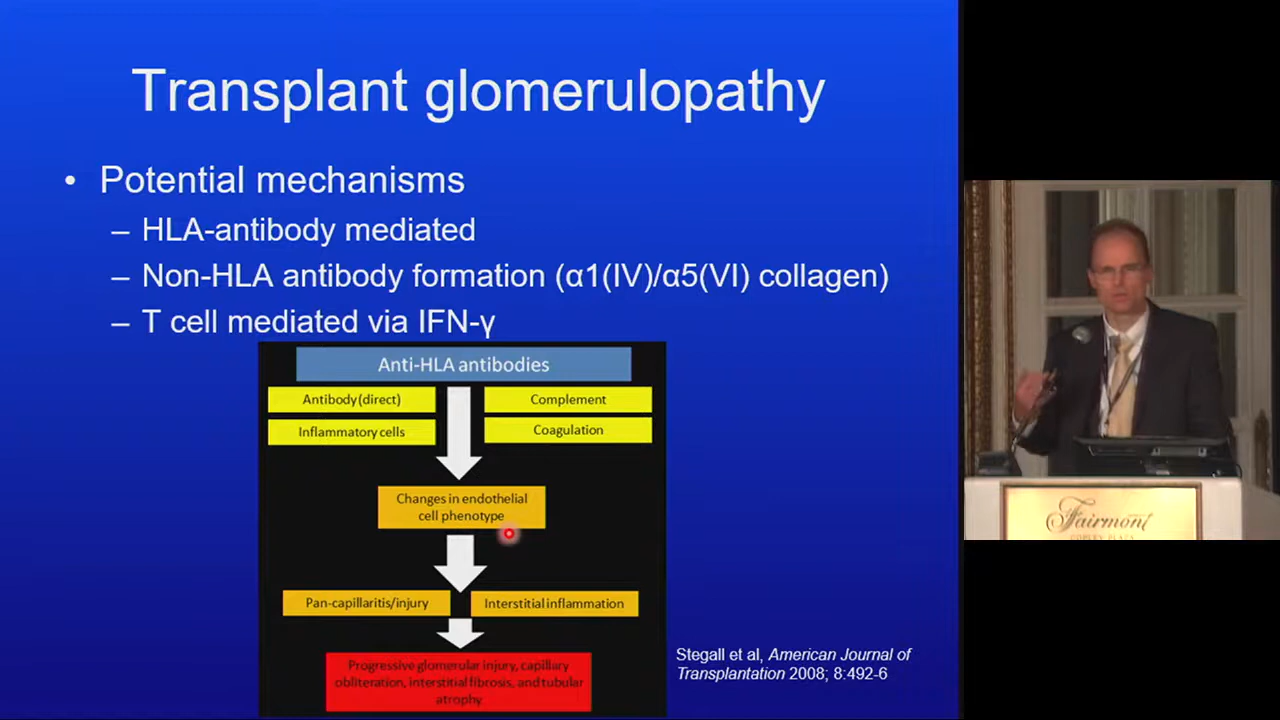 Transplant glomerulopathy
• Potential mechanisms
– HLA-antibody mediated
– Non-HLA antibody formation (α1(IV)/α5(VI) collagen)
– T cell mediated via IFN-γ
Anti-HLA antibodies
Antibody(direct)
Complement
Inflammatory cells
Coagulation
Changes in endothelial
cell phenotype
Pan-capillaritis/injury
Interstitial inflammation
Progressive glomerular injury, capillary
obliteration, interstitial fibrosis, and tubular
atrophy
Stegall et al, American Journal of
Transplantation 2008; 8:492-6
Fairmont
COPLEY PLAZA